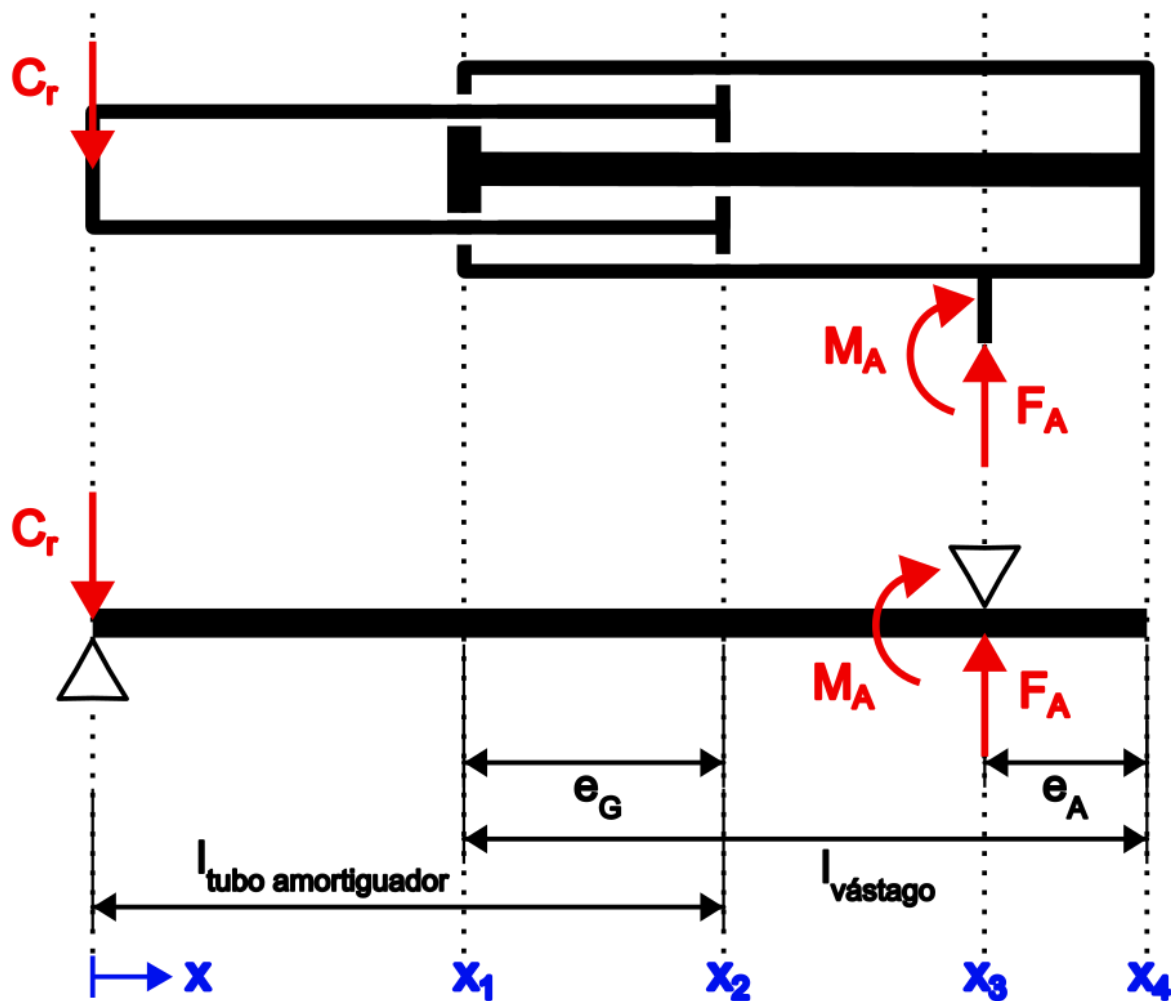 Cr
MA
FA
Cr
MA
FA
eG
eA
ltubo amortiguador
lvástago
x
x1
x2
x3
x4